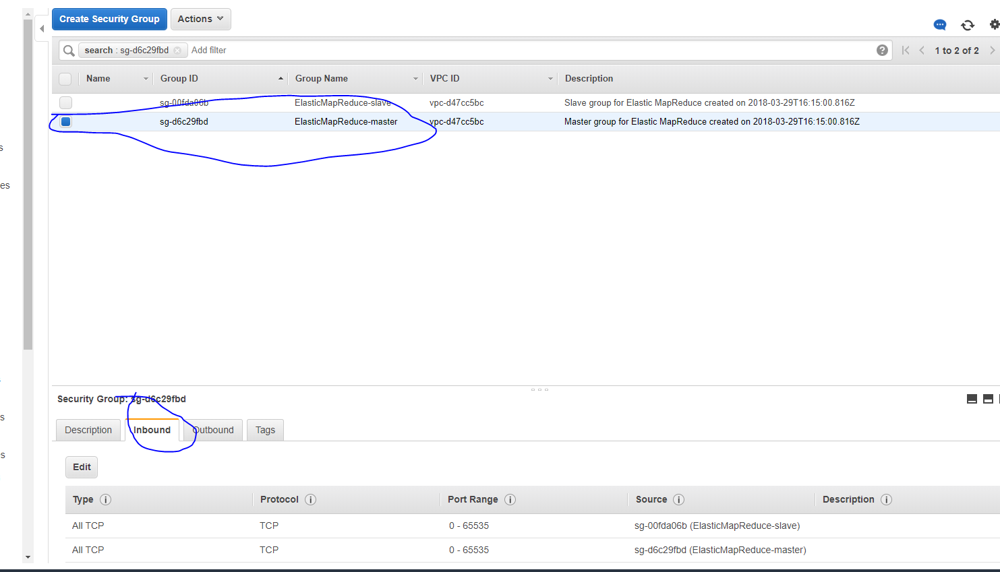 Create Security Group Actions
search : sg-d6c29fbd Add filter 1 to 2 of 2
Name Group ID Group Name VPC ID Description
sg-00fda06b ElasticMapReduce-slave vpc-d47cc5bc Slave group for Elastic MapReduce created on 2018-03-29T16:15:00.816Z
sg-d6c29fbd ElasticMapReduce-master vpc-d47cc5bc Master group for Elastic MapReduce created on 2018-03-29T16:15:00.816Z
s
es
Security Group: sg-d6c29fbd
s
Description Inbound Outbound Tags
s
Edit
Type Protocol Port Range Source Description
All TCP TCP 0 - 65535 sg-00fda06b (ElasticMapReduce-slave)
All TCP TCP 0 - 65535 sg-d6c29fbd (ElasticMapReduce-master)